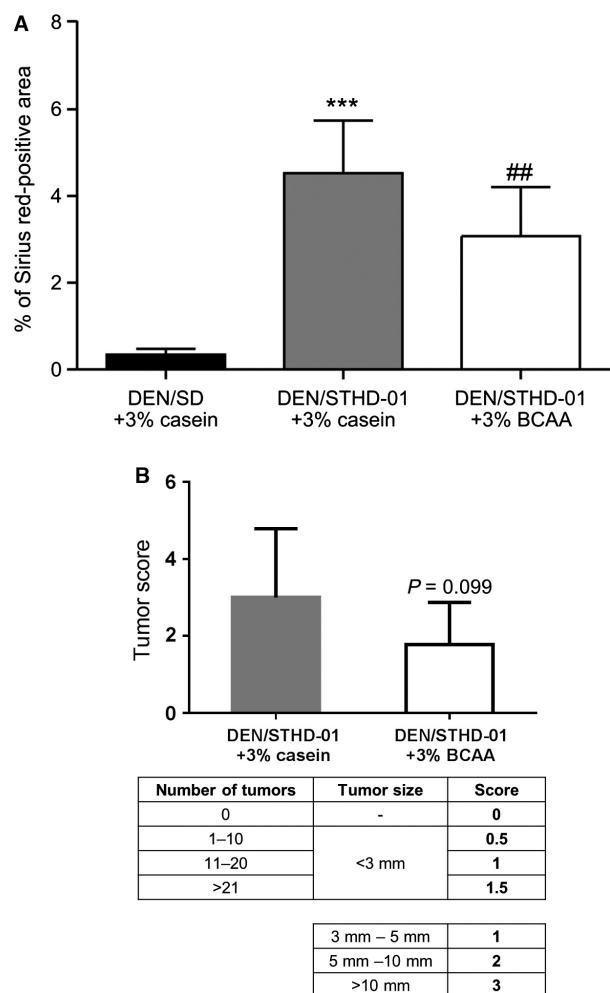 A
% of Sirius red-positive area
8
6
4
2
0
***
##
DEN/SD
+3% casein
DEN/STHD-01
+3% casein
DEN/STHD-01
+3% BCAA
B
Tumor score
6
4
2
0
P = 0.099
DEN/STHD-01
+3% casein
DEN/STHD-01
+3% BCAA
Number of tumors Tumor size Score
0 - 0
1–10 0.5
11–20 <3 mm 1
>21 1.5
3 mm – 5 mm 1
5 mm –10 mm 2
>10 mm 3